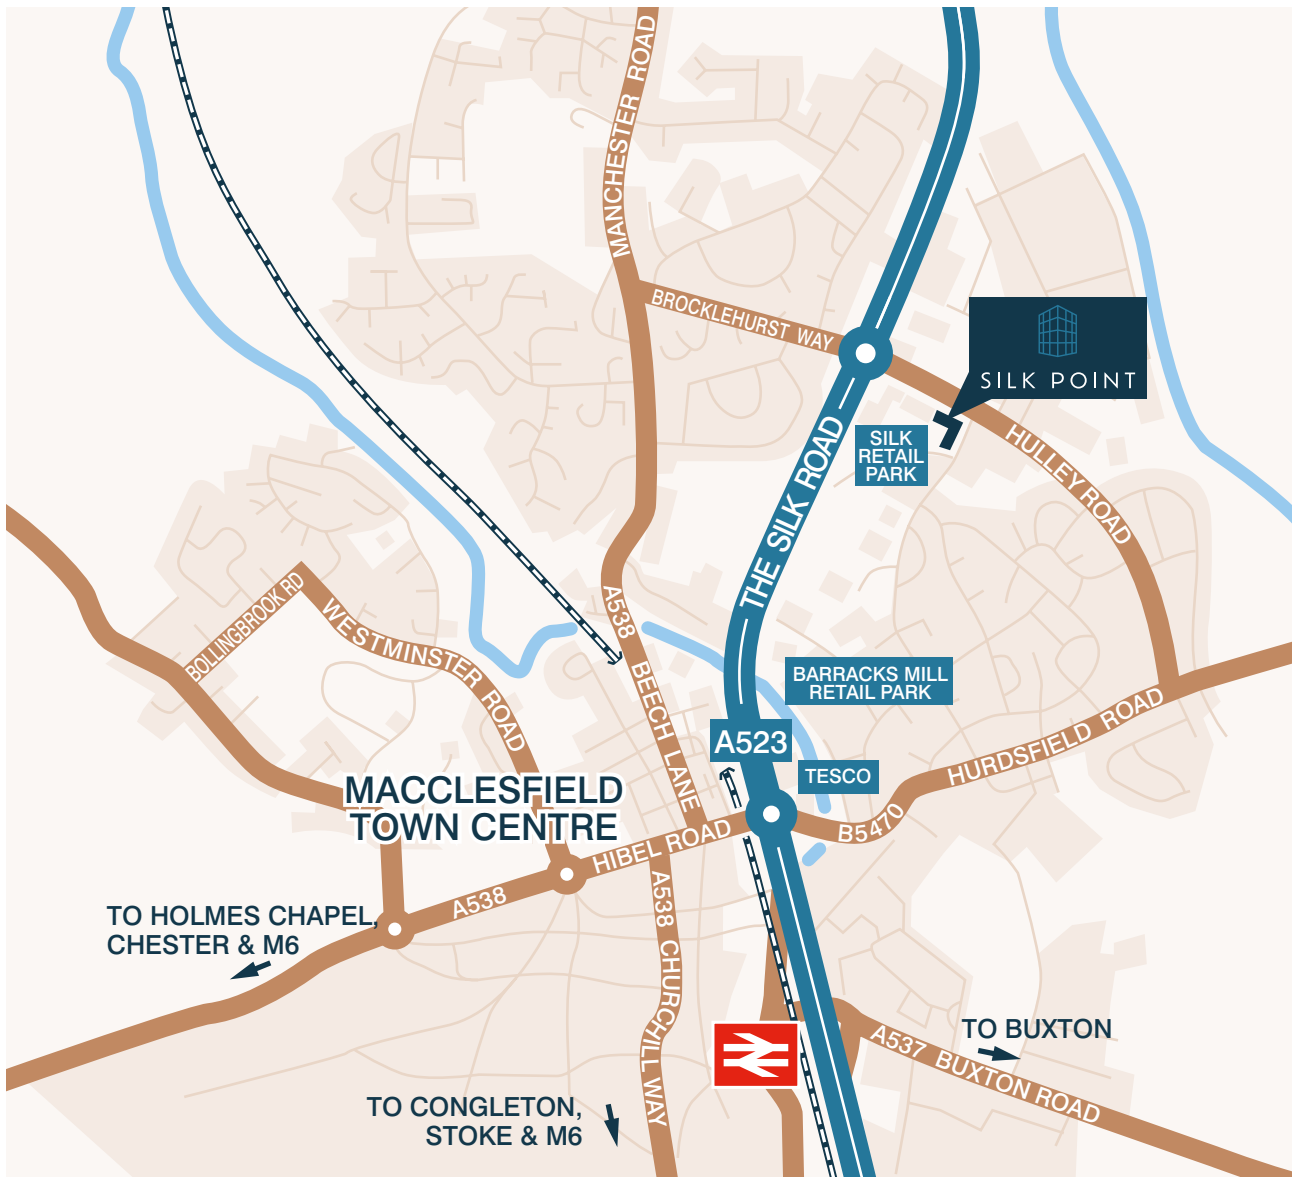 MANCHESTER ROAD
BROCKLEHURST WAY
SILK POINT
THE SILK ROAD
SILK
RETAIL
PARK
HULLEY ROAD
BOLLINGBROOK RD
WESTMINSTER ROAD
A538 BEECH LANE
BARRACKS MILL
RETAIL PARK
A523
TESCO
HURDSFIELD ROAD
B5470
MACCLESFIELD
TOWN CENTRE
HIBEL ROAD
A538
A538 CHURCHILL WAY
TO HOLMES CHAPEL,
CHESTER & M6
TO BUXTON
A537 BUXTON ROAD
TO CONGLETON,
STOKE & M6